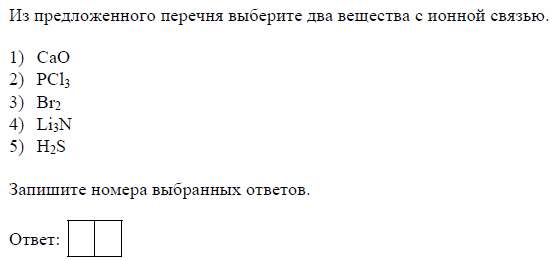 Из предложенного перечня выберите два вещества с ионной связью.
1) CaO
2) PCl₃
3) Br₂
4) Li₃N
5) H₂S
Запишите номера выбранных ответов.
Ответ: